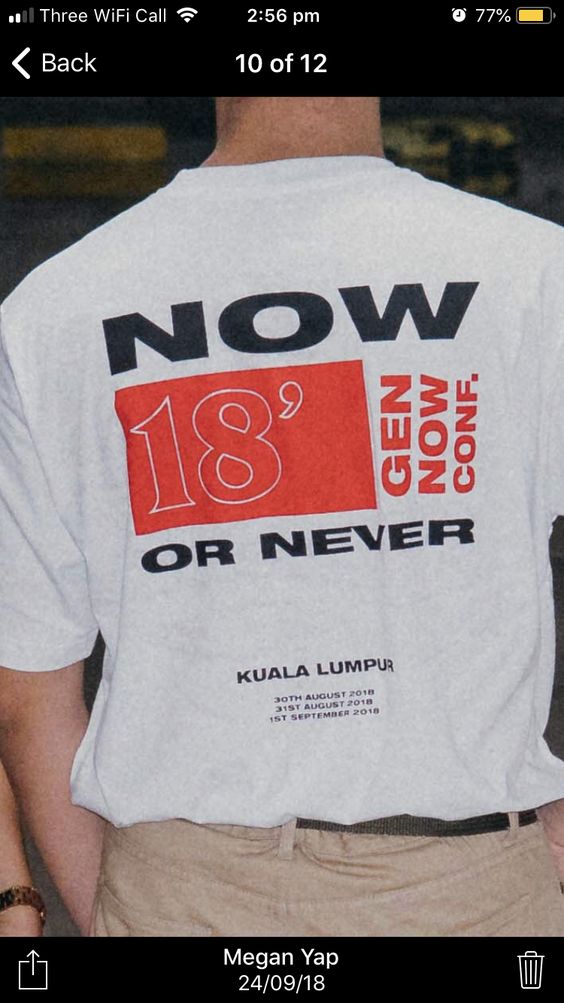 Three WiFi Call
2:56 pm
77%
Back
10 of 12
NOW
18’
GEN
NOW
CONF.
OR NEVER
KUALA LUMPUR
30TH AUGUST 2018
31ST AUGUST 2018
1ST SEPTEMBER 2018
Megan Yap
24/09/18